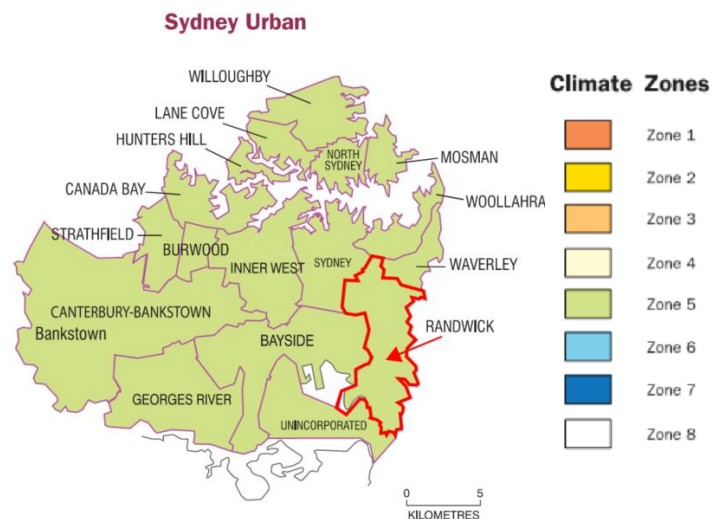 Sydney Urban
WILLOUGHBY
LANE COVE
HUNTERS HILL
NORTH
SYDNEY
MOSMAN
CANADA BAY
WOOLLAHRA
STRATHFIELD
BURWOOD
INNER WEST
SYDNEY
WAVERLEY
CANTERBURY-BANKSTOWN
Bankstown
BAYSIDE
RANDWICK
GEORGES RIVER
UNINCORPORATED
0 5
KILOMETRES
Climate Zones
Zone 1
Zone 2
Zone 3
Zone 4
Zone 5
Zone 6
Zone 7
Zone 8